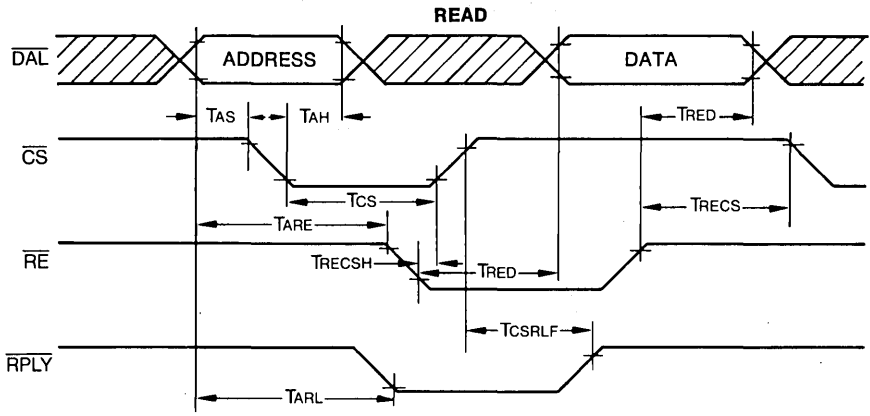 READ
DAL ADDRESS DATA
TAS TAH TRED
CS
TCS
TARE TRECS
RE
TRECSH TRED
TCSRLF
RPLY
TARL